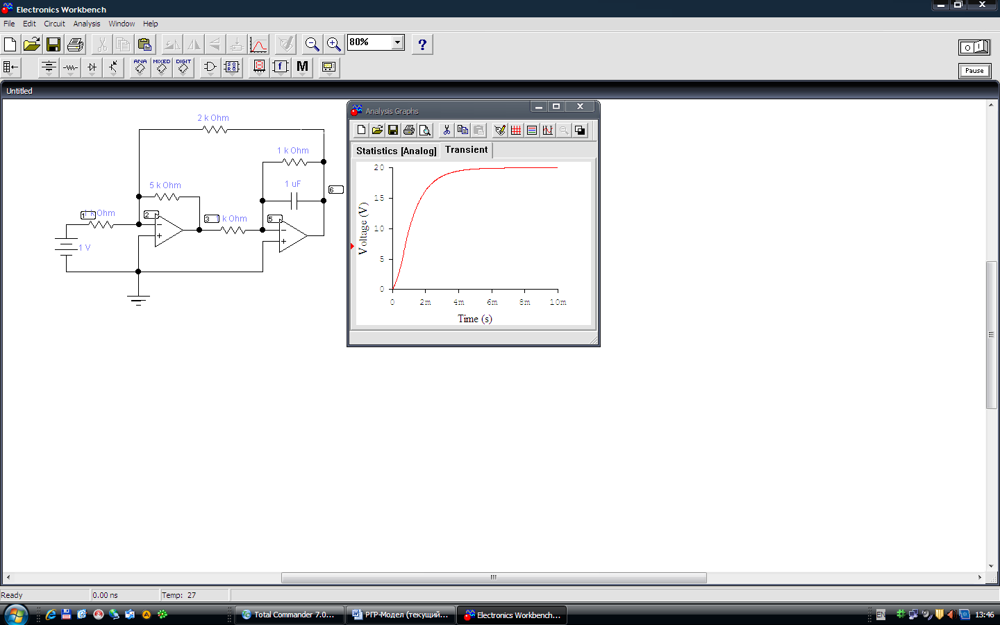 Electronics Workbench
File Edit Circuit Analysis Window Help
80%
?
Pause
ANA MIXED DIGIT
M
Untitled
2 k Ohm
1 k Ohm
5 k Ohm
1 uF
6
1 k Ohm
2
3
k Ohm
5
1 V
Analysis Graphs
Statistics [Analog] Transient
Voltage (V)
20
15
10
5
0
0 2m 4m 6m 8m 10m
Time (s)
Ready 0.00 ns Temp: 27
Total Commander 7.0... РГР-Модел (текущий... Electronics Workbench... EN 13:46